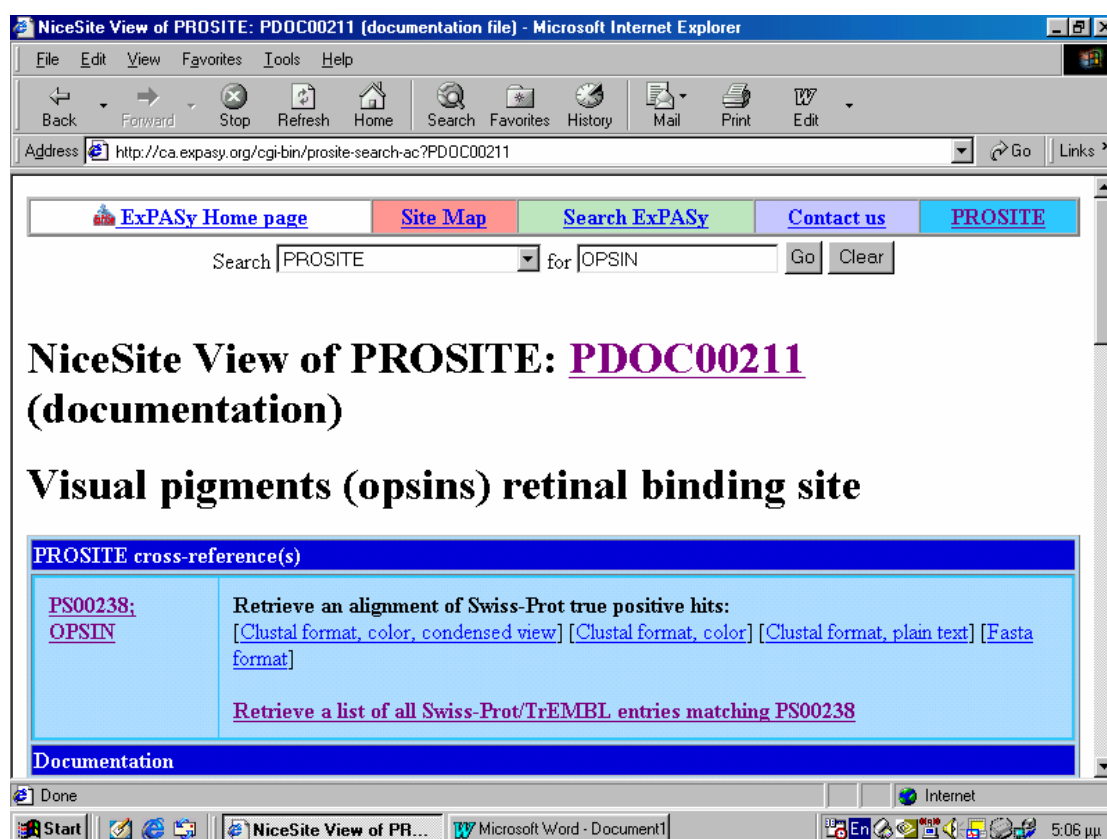 NiceSite View of PROSITE: PDOC00211 (documentation file) - Microsoft Internet Explorer
File Edit View Favorites Tools Help
Back Forward Stop Refresh Home Search Favorites History Mail Print Edit
Address http://ca.expasy.org/cgi-bin/prosite-search-ac?PDOC00211 Go Links
ExPASy Home page Site Map Search ExPASy Contact us PROSITE
Search PROSITE for OPSIN Go Clear
NiceSite View of PROSITE: PDOC00211
(documentation)
Visual pigments (opsins) retinal binding site
PROSITE cross-reference(s)
PS00238;
OPSIN
Retrieve an alignment of Swiss-Prot true positive hits:
[Clustal format, color, condensed view] [Clustal format, color] [Clustal format, plain text] [Fasta
format]
Retrieve a list of all Swiss-Prot/TrEMBL entries matching PS00238
Documentation
Done Internet
Start NiceSite View of PR... Microsoft Word - Document1 En 5:06 μμ